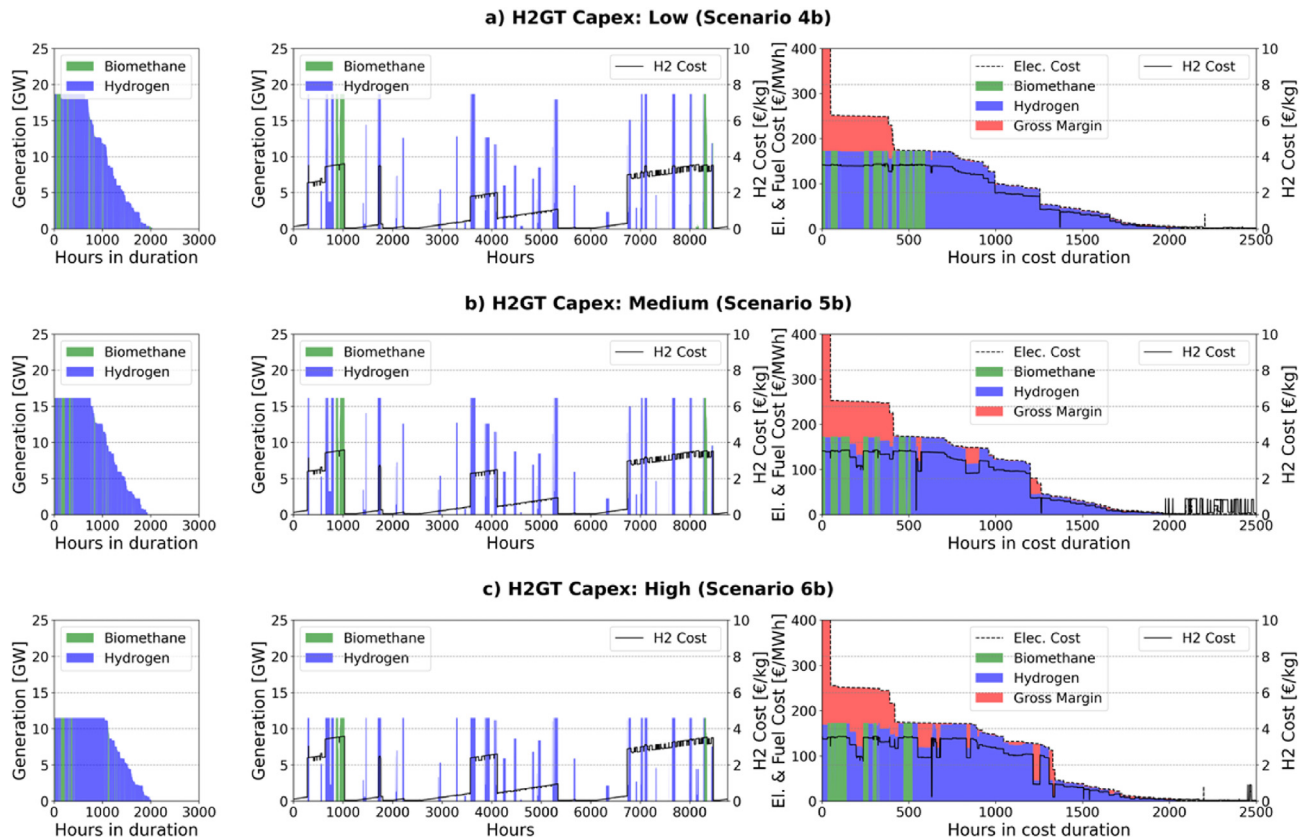 a) H2GT Capex: Low (Scenario 4b)
Generation [GW]
25
20
15
10
5
0
Biomethane
Hydrogen
0 1000 2000 3000
Hours in duration
Generation [GW]
25
20
15
10
5
0
Biomethane
Hydrogen
H2 Cost
0 1000 2000 3000 4000 5000 6000 7000 8000
Hours
10
8
6
4
2
0
H2 Cost [€/kg]
El. & Fuel Cost [€/MWh]
400
300
200
100
0
Elec. Cost
Biomethane
Hydrogen
Gross Margin
H2 Cost
0 500 1000 1500 2000 2500
Hours in cost duration
10
8
6
4
2
0
H2 Cost [€/kg]
b) H2GT Capex: Medium (Scenario 5b)
Generation [GW]
25
20
15
10
5
0
Biomethane
Hydrogen
0 1000 2000 3000
Hours in duration
Generation [GW]
25
20
15
10
5
0
Biomethane
Hydrogen
H2 Cost
0 1000 2000 3000 4000 5000 6000 7000 8000
Hours
10
8
6
4
2
0
H2 Cost [€/kg]
El. & Fuel Cost [€/MWh]
400
300
200
100
0
Elec. Cost
Biomethane
Hydrogen
Gross Margin
H2 Cost
0 500 1000 1500 2000 2500
Hours in cost duration
10
8
6
4
2
0
H2 Cost [€/kg]
c) H2GT Capex: High (Scenario 6b)
Generation [GW]
25
20
15
10
5
0
Biomethane
Hydrogen
0 1000 2000 3000
Hours in duration
Generation [GW]
25
20
15
10
5
0
Biomethane
Hydrogen
H2 Cost
0 1000 2000 3000 4000 5000 6000 7000 8000
Hours
10
8
6
4
2
0
H2 Cost [€/kg]
El. & Fuel Cost [€/MWh]
400
300
200
100
0
Elec. Cost
Biomethane
Hydrogen
Gross Margin
H2 Cost
0 500 1000 1500 2000 2500
Hours in cost duration
10
8
6
4
2
0
H2 Cost [€/kg]